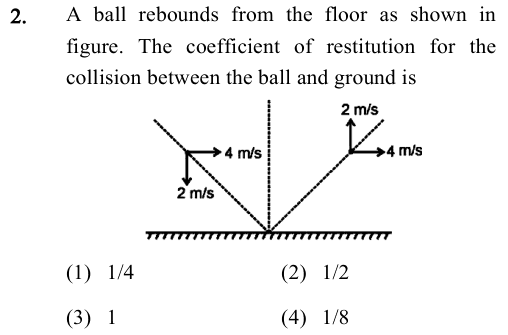 2. A ball rebounds from the floor as shown in
figure. The coefficient of restitution for the
collision between the ball and ground is
2 m/s
4 m/s
4 m/s
2 m/s
(1) 1/4 (2) 1/2
(3) 1 (4) 1/8